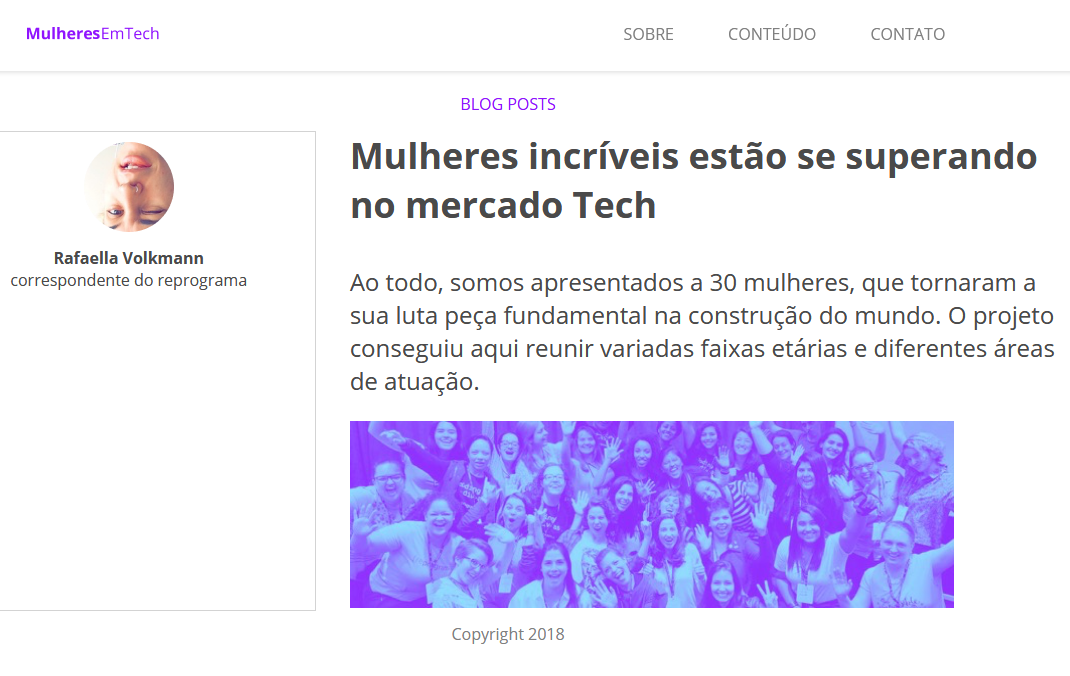 MulheresEmTech
SOBRE CONTEÚDO CONTATO
BLOG POSTS
Rafaella Volkmann
correspondente do reprograma
Mulheres incríveis estão se superando
no mercado Tech
Ao todo, somos apresentados a 30 mulheres, que tornaram a
sua luta peça fundamental na construção do mundo. O projeto
conseguiu aqui reunir variadas faixas etárias e diferentes áreas
de atuação.
Copyright 2018